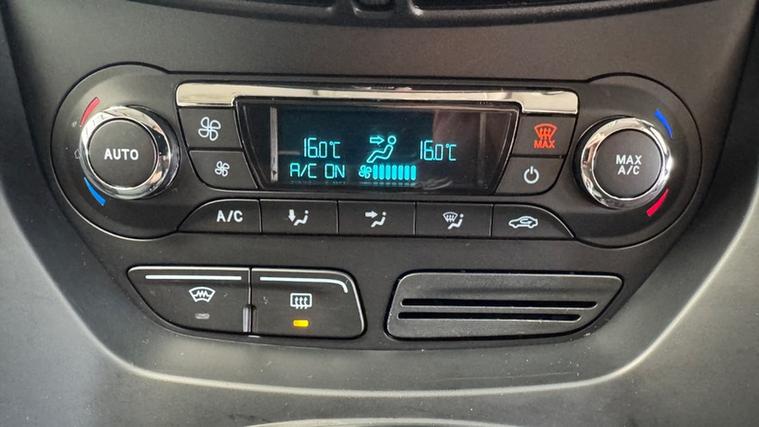 AUTO
16.0°C
16.0°C
A/C ON
MAX
MAX
A/C
A/C